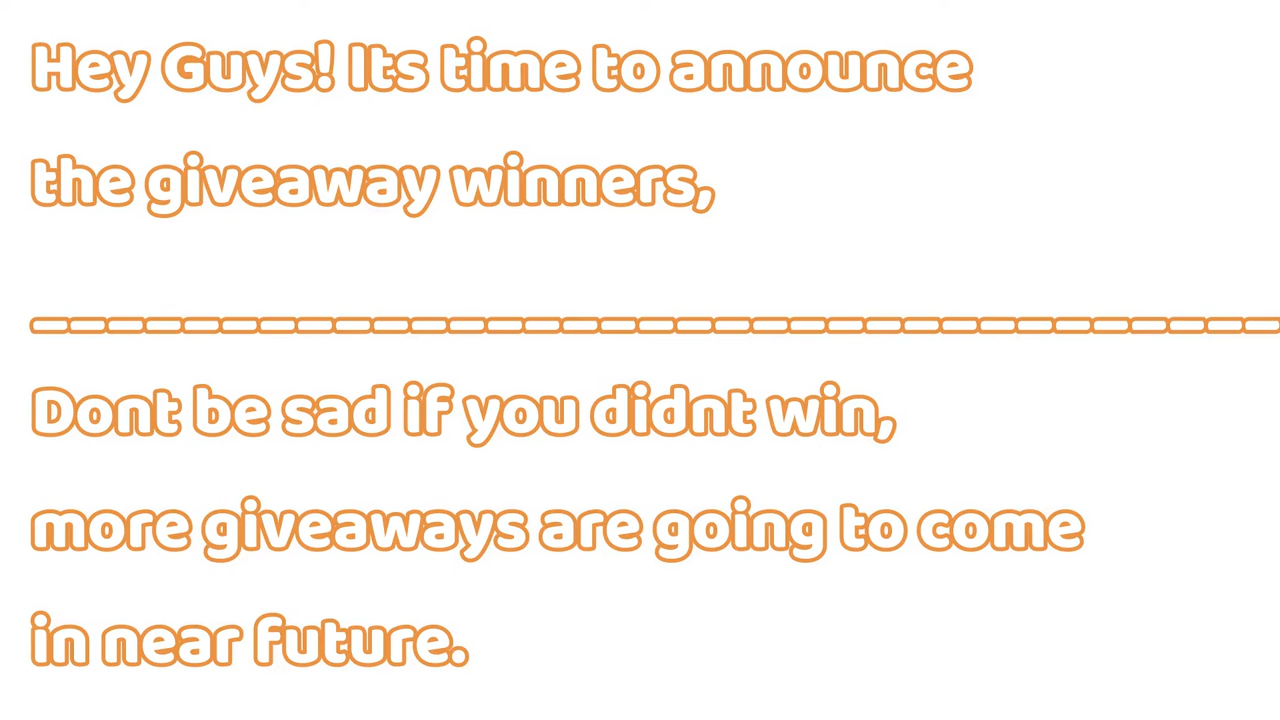 Hey Guys! Its time to announce
the giveaway winners,
_________________________________
Dont be sad if you didnt win,
more giveaways are going to come
in near future.